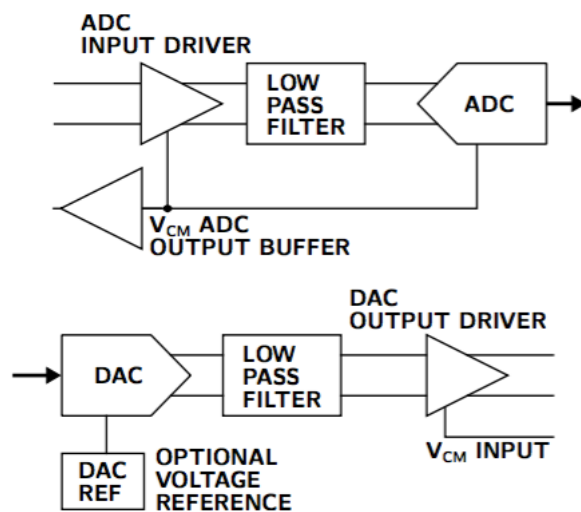 ADC
INPUT DRIVER
LOW
PASS
FILTER
ADC
VCM ADC
OUTPUT BUFFER
DAC
OUTPUT DRIVER
DAC
LOW
PASS
FILTER
VCM INPUT
DAC
REF
OPTIONAL
VOLTAGE
REFERENCE